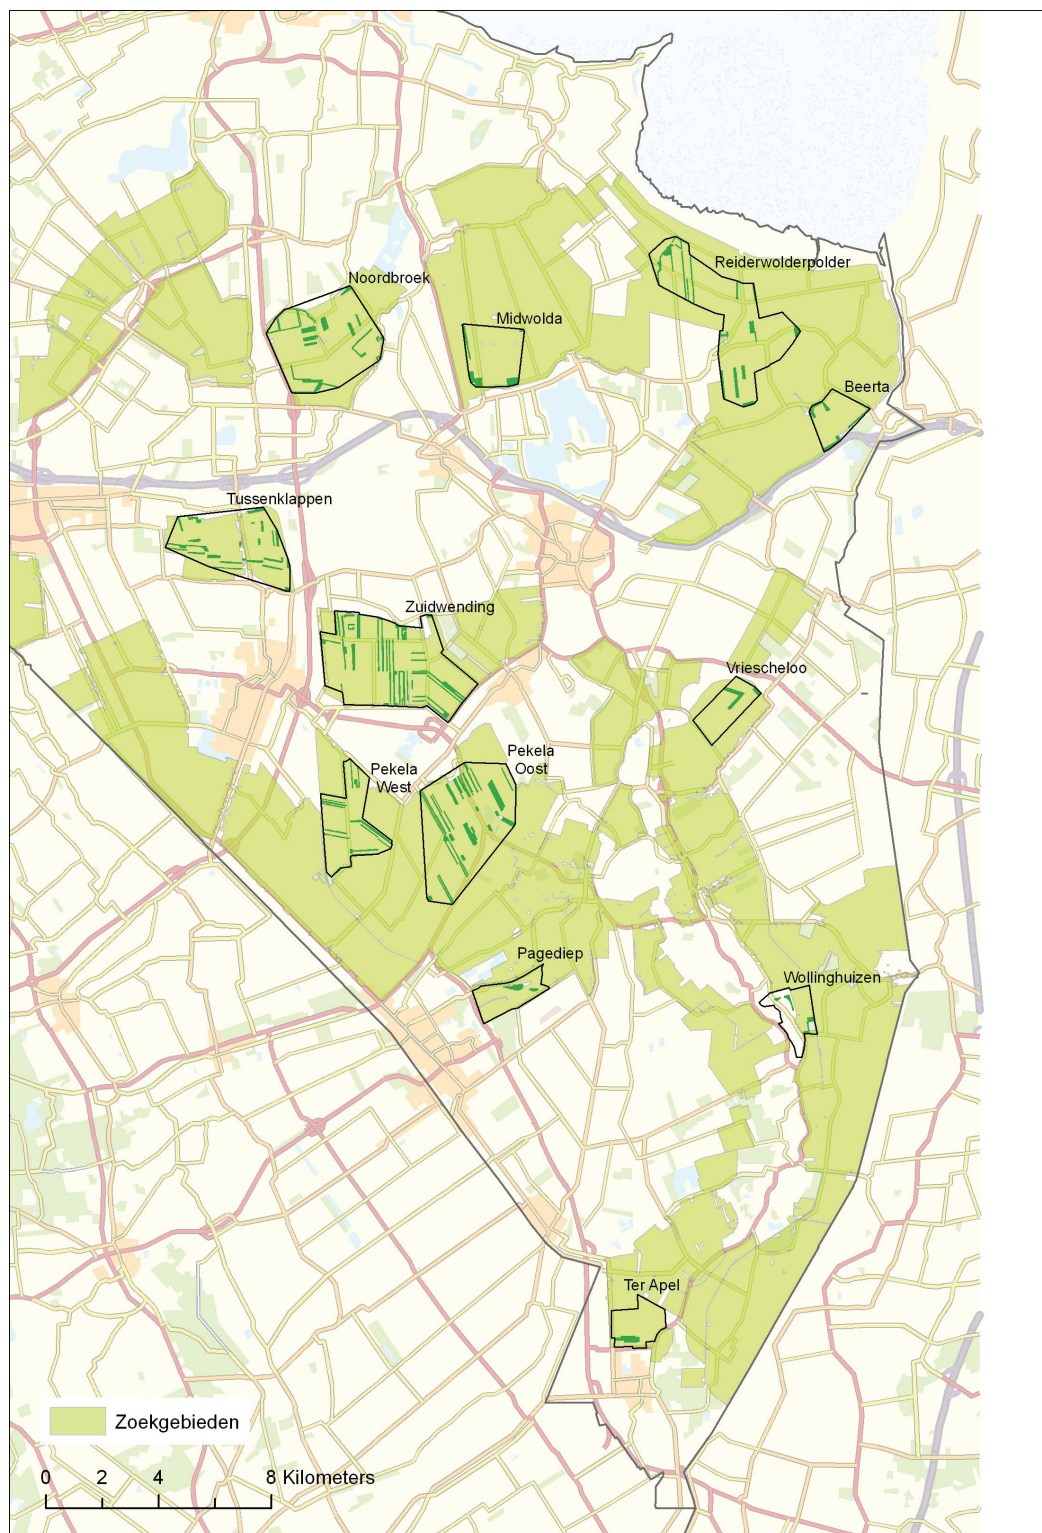 Reiderwolderpolder
Noordbroek
Midwolda
Beerta
Tussenklappen
Zuidwending
Vriescheloo
Pekela
Oost
Pekela
West
Pagediep
Wollinghuizen
Ter Apel
Zoekgebieden
0 2 4 8 Kilometers